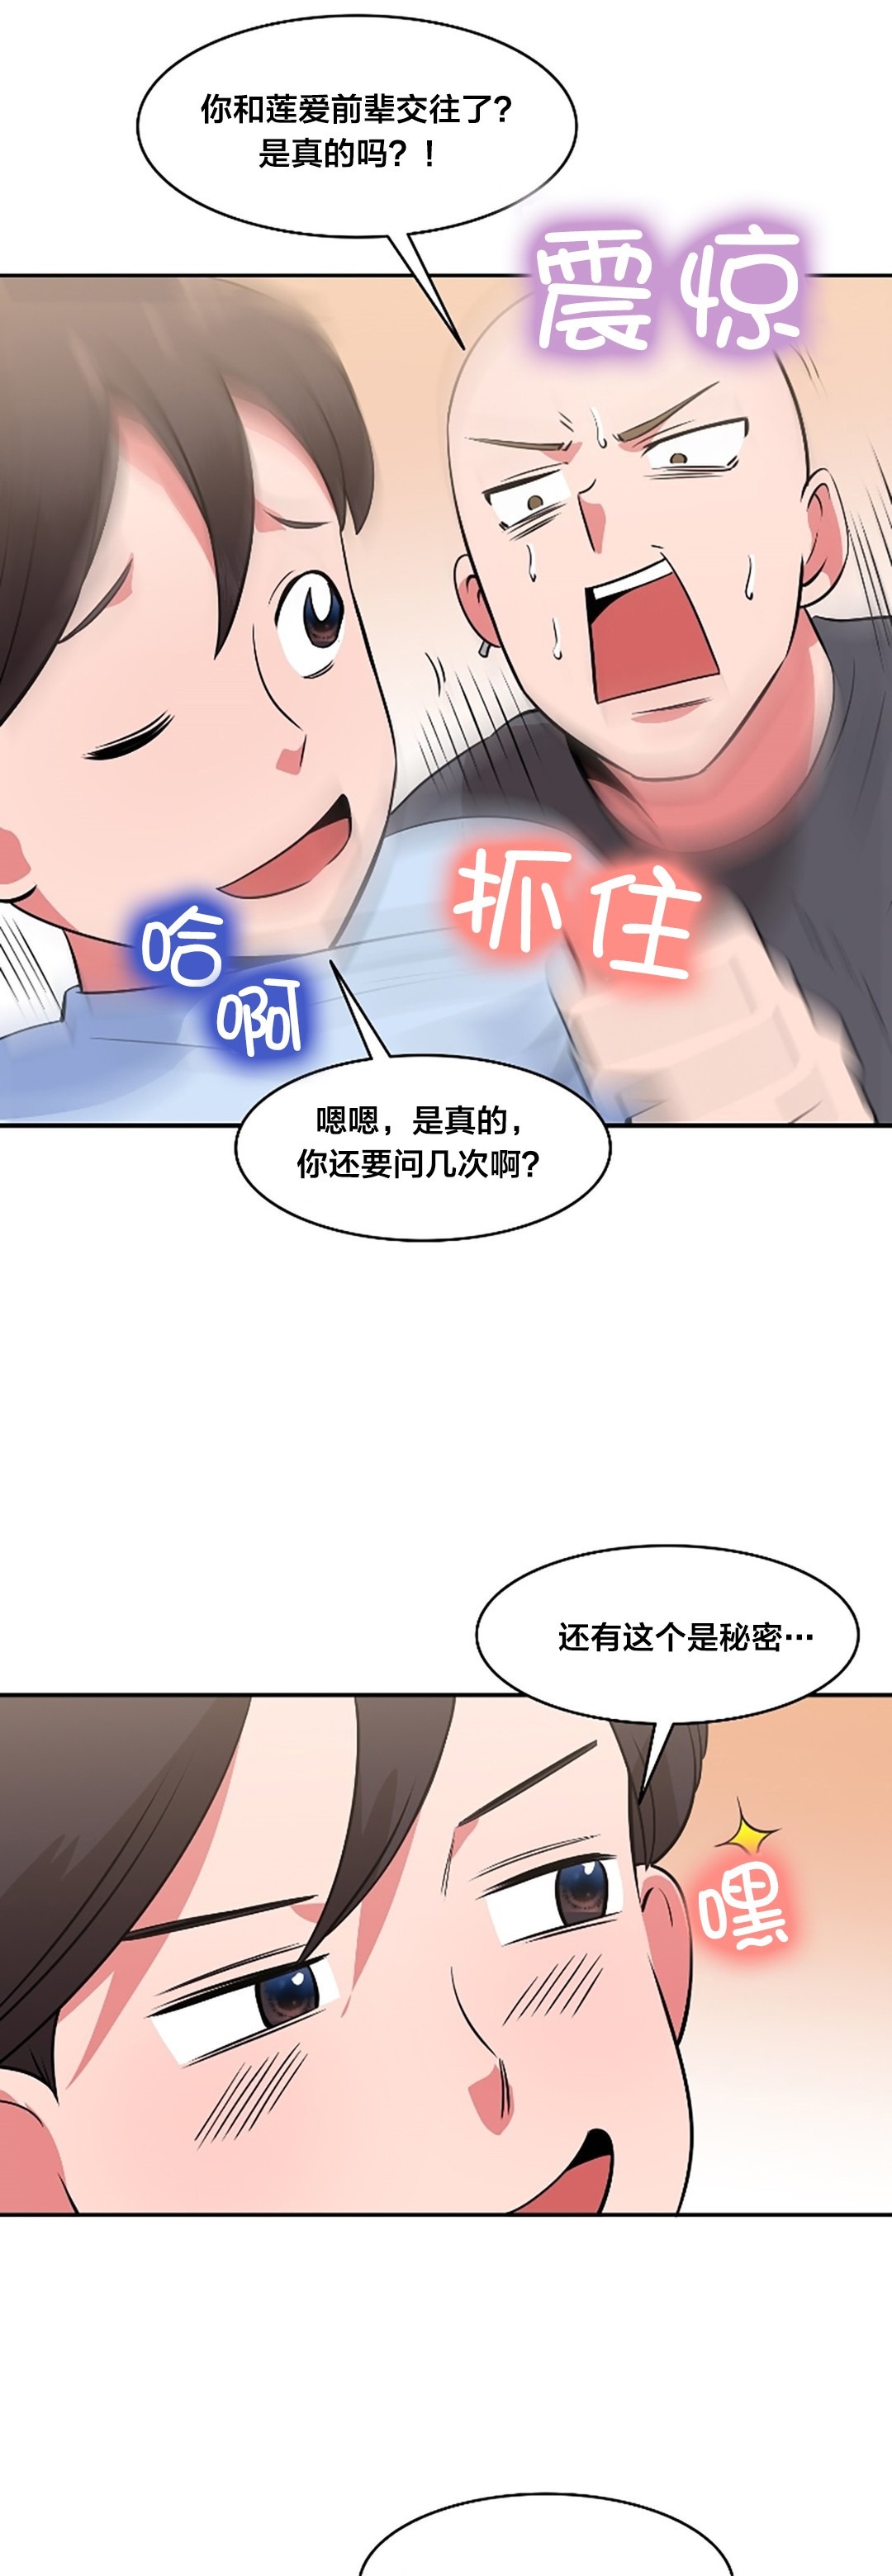 你和莲爱前辈交往了？
是真的吗？！
震惊
抓住
哈
啊
嗯嗯，是真的，
你还要问几次啊？
还有这个是秘密…
嘿